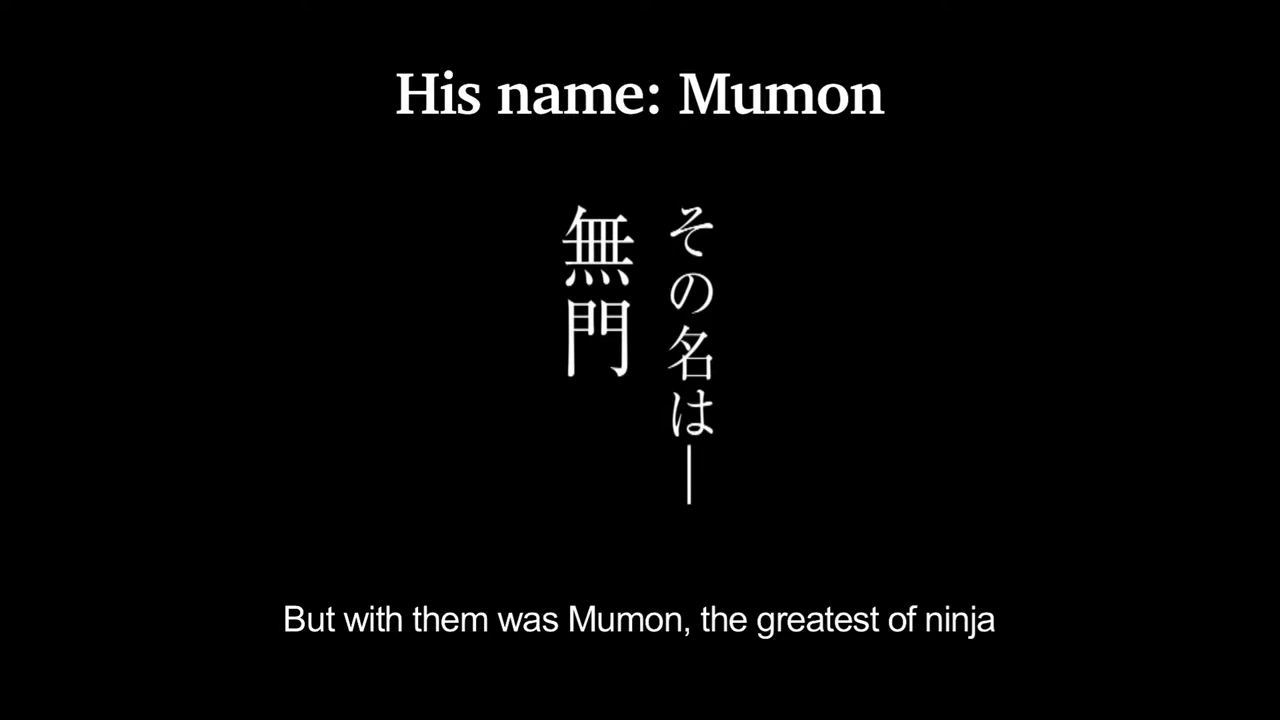 His name: Mumon
その名は―
無門
But with them was Mumon, the greatest of ninja